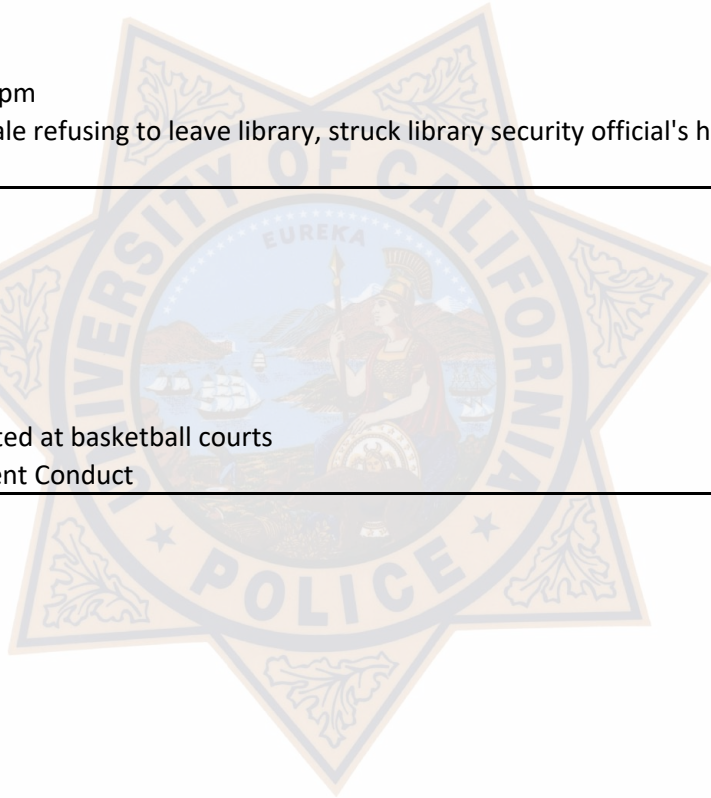 pm
ale refusing to leave library, struck library security official's h
EUREKA
UNIVERSITY OF CALIFORNIA
ted at basketball courts
ent Conduct
POLICE